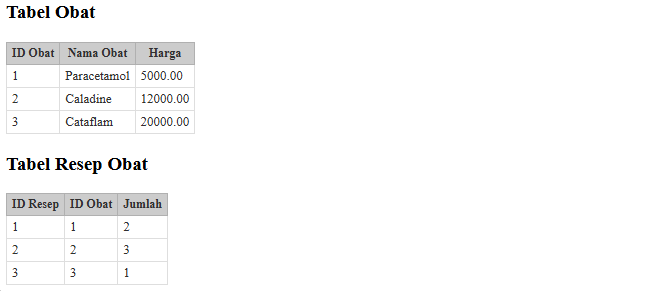 Tabel Obat
ID Obat Nama Obat Harga
1 Paracetamol 5000.00
2 Caladine 12000.00
3 Cataflam 20000.00
Tabel Resep Obat
ID Resep ID Obat Jumlah
1 1 2
2 2 3
3 3 1